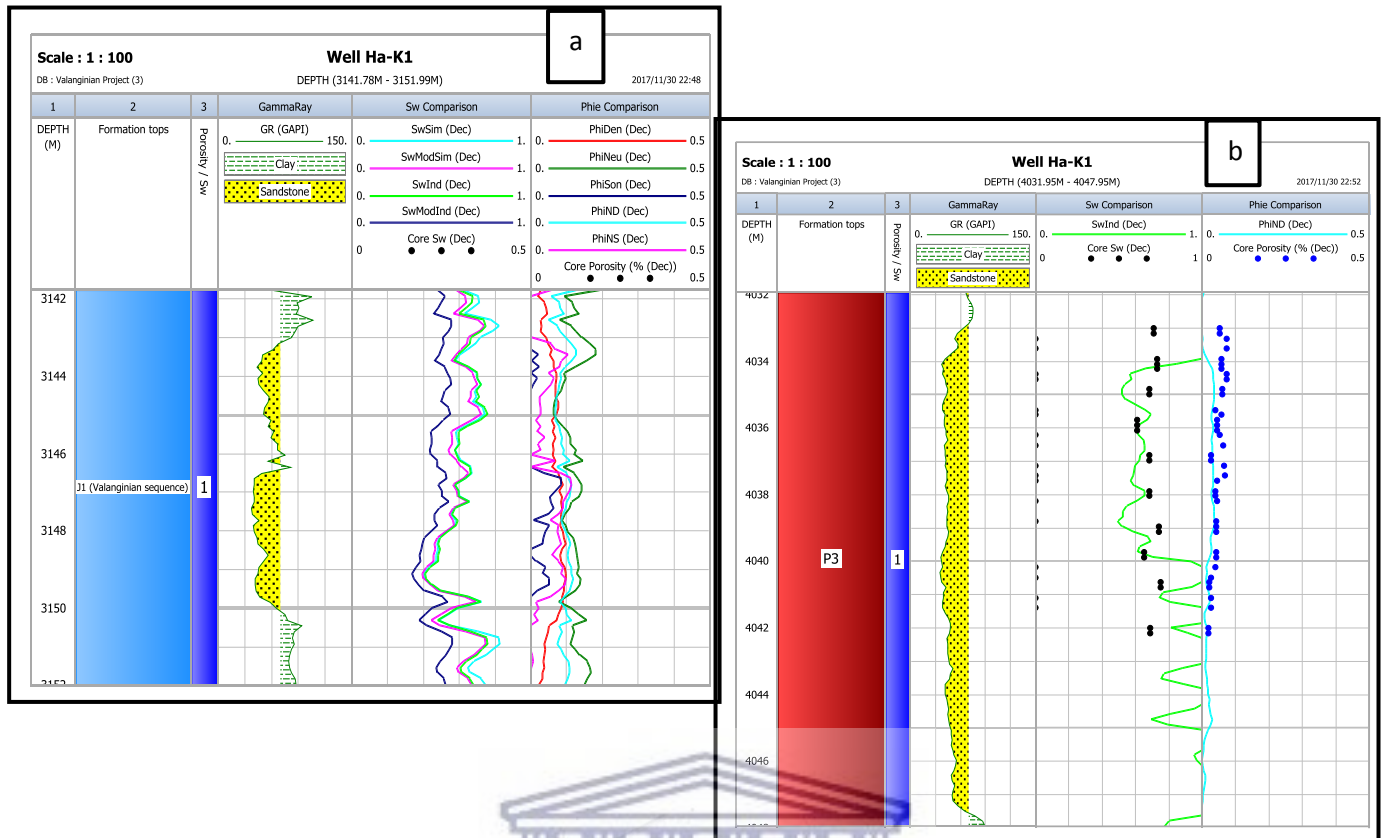 a
Scale : 1 : 100 Well Ha-K1
DB : Valanginian Project (3) DEPTH (3141.78M - 3151.99M) 2017/11/30 22:48
1 2 3 GammaRay Sw Comparison Phie Comparison
DEPTH (M) Formation tops Porosity / Sw
0. GR (GAPI) 150.
Clay
Sandstone
0. SwSim (Dec) 1.
0. SwModSim (Dec) 1.
0. SwInd (Dec) 1.
0. SwModInd (Dec) 1.
0 Core Sw (Dec) 0.5
0. PhiDen (Dec) 0.5
0. PhiNeu (Dec) 0.5
0. PhiSon (Dec) 0.5
0. PhiND (Dec) 0.5
0. PhiNS (Dec) 0.5
0 Core Porosity (% (Dec)) 0.5
3142
3144
3146
J1 (Valanginian sequence) 1
3148
3150
3152
b
Scale : 1 : 100 Well Ha-K1
DB : Valanginian Project (3) DEPTH (4031.95M - 4047.95M) 2017/11/30 22:52
1 2 3 GammaRay Sw Comparison Phie Comparison
DEPTH (M) Formation tops Porosity / Sw
0. GR (GAPI) 150.
Clay
Sandstone
0. SwInd (Dec) 1.
0 Core Sw (Dec) 1
0. PhiND (Dec) 0.5
0 Core Porosity (% (Dec)) 0.5
4032
4034
4036
4038
4040
P3 1
4042
4044
4046